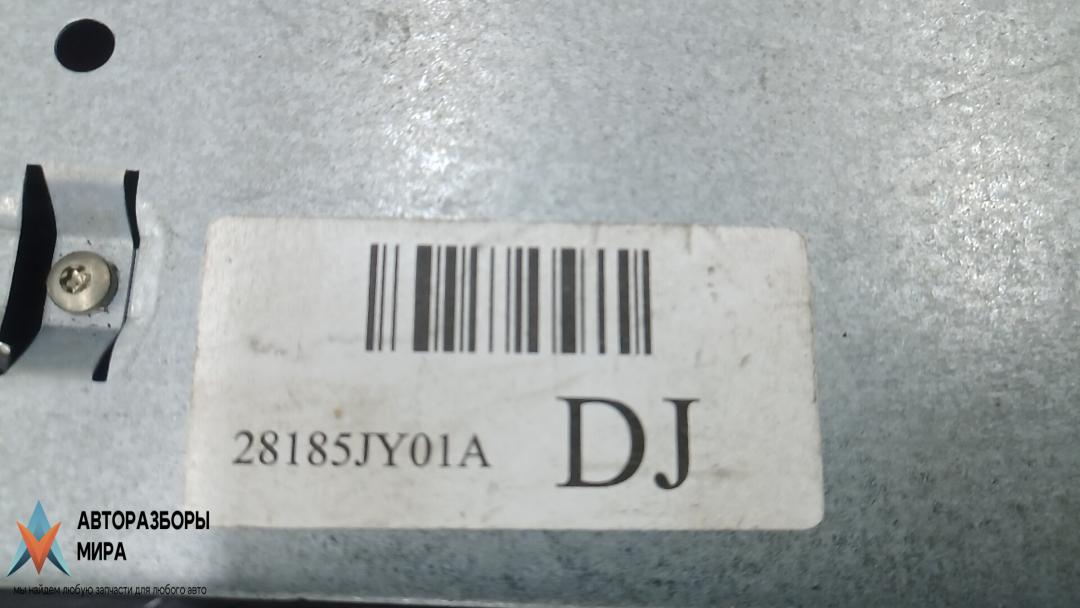 28185JY01A DJ
АВТОРАЗБОРЫ
МИРА
мы найдем любую запчасти для любого авто